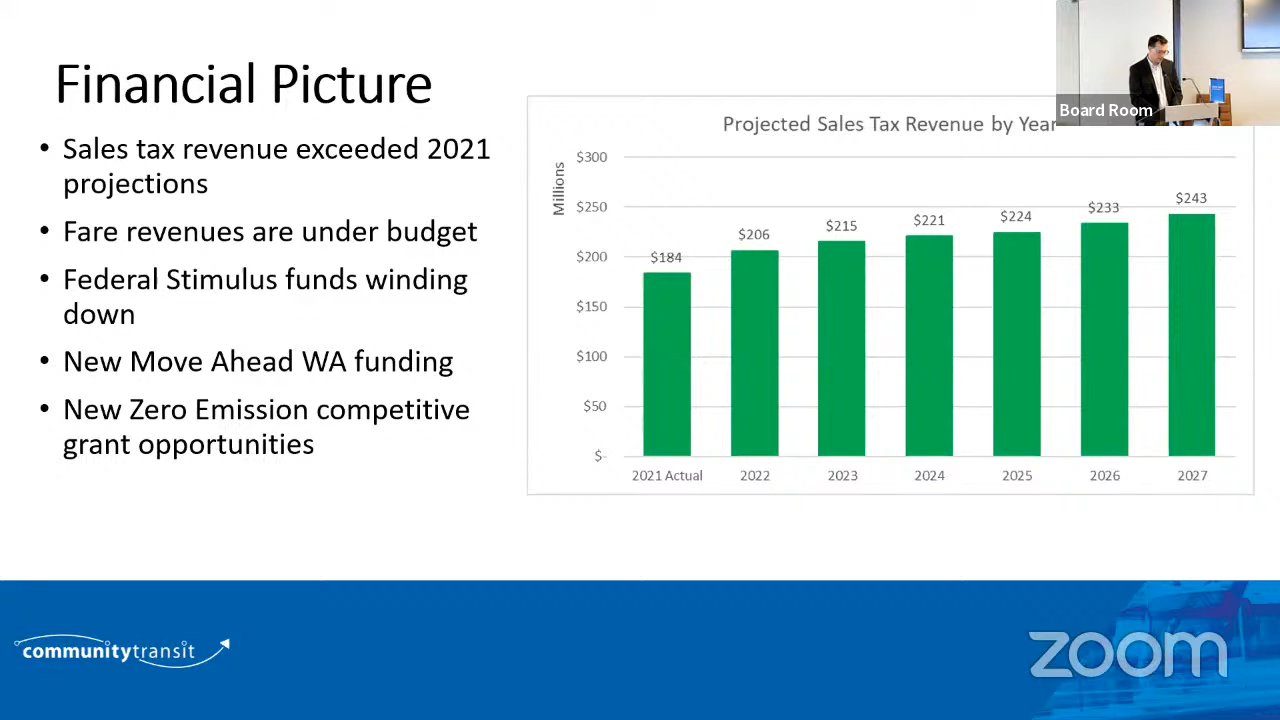 Financial Picture
• Sales tax revenue exceeded 2021
projections
• Fare revenues are under budget
• Federal Stimulus funds winding
down
• New Move Ahead WA funding
• New Zero Emission competitive
grant opportunities
Board Room
Projected Sales Tax Revenue by Year
Millions
$300
$250
$200
$150
$100
$50
$-
$184
$206
$215
$221
$224
$233
$243
2021 Actual
2022
2023
2024
2025
2026
2027
communitytransit
zoom